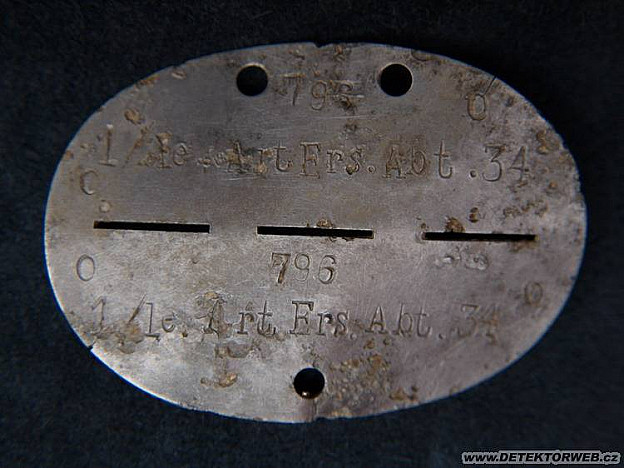 796
O
1/le. Art. Ers. Abt. 34
O
796
O
O
1/le. Art. Ers. Abt. 34
www.DETEKTORWEB.cz